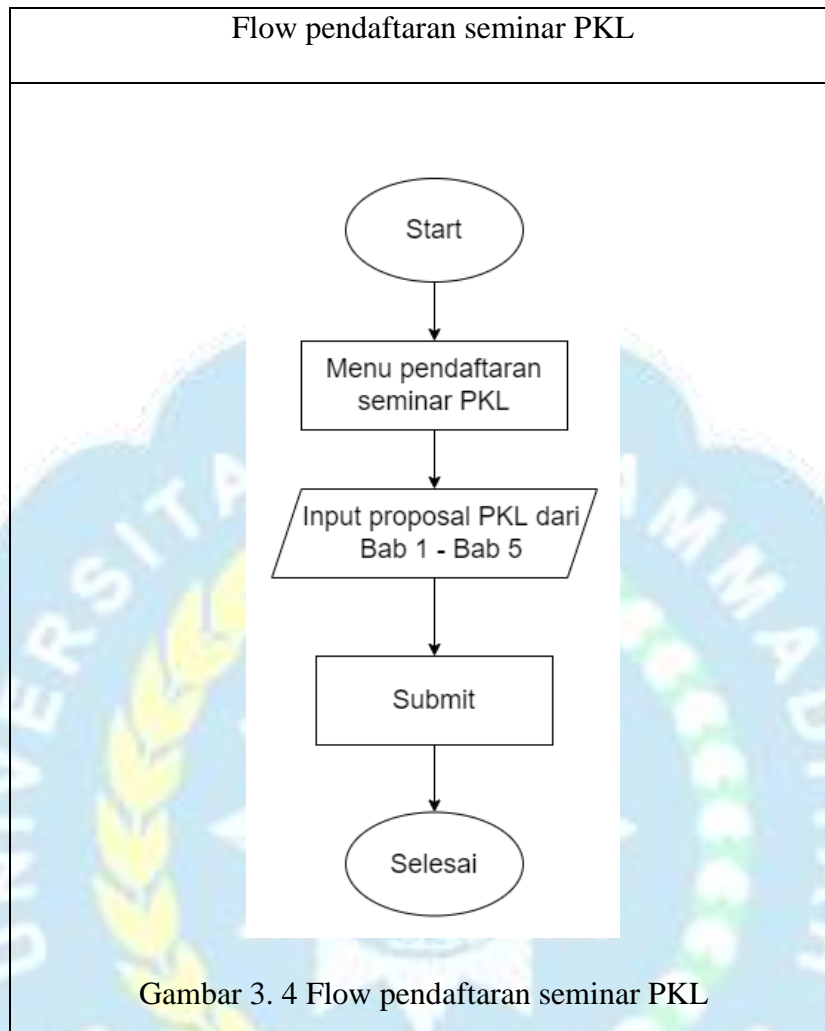 Flow pendaftaran seminar PKL
Start
Menu pendaftaran
seminar PKL
Input proposal PKL dari
Bab 1 - Bab 5
Submit
Selesai
Gambar 3. 4 Flow pendaftaran seminar PKL